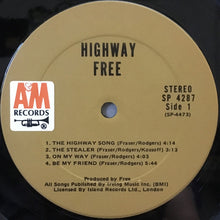 HIGHWAY
FREE
A&M
RECORDS
STEREO
SP 4287
Side 1
(SP-4473)
1. THE HIGHWAY SONG (Fraser/Rodgers) 4:14
2. THE STEALER (Fraser/Rodgers/Kossoff) 3:13
3. ON MY WAY (Fraser/Rodgers) 4:03
4. BE MY FRIEND (Fraser/Rodgers) 5:44
Produced by Free
All Songs Published By Irving Music Inc. (BMI)
Licensed By Island Records Ltd., London